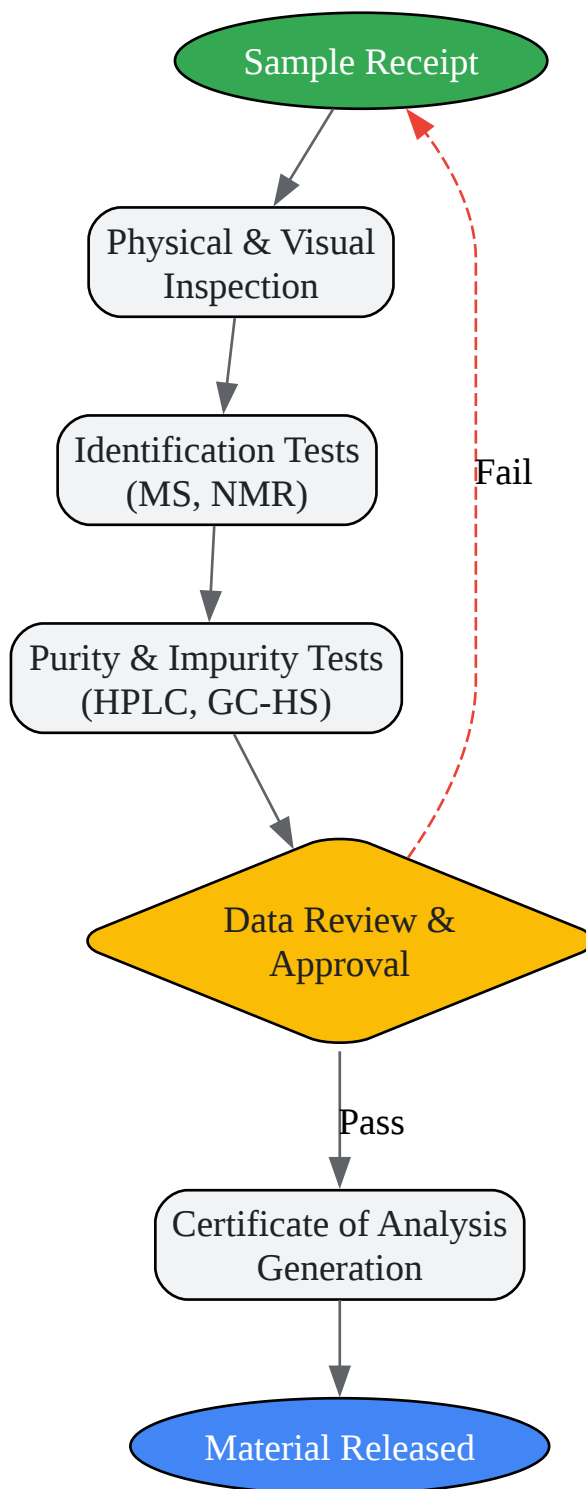 Sample Receipt
Physical & Visual
Inspection
Identification Tests
(MS, NMR)
Fail
Purity & Impurity Tests
(HPLC, GC-HS)
Data Review &
Approval
Pass
Certificate of Analysis
Generation
Material Released